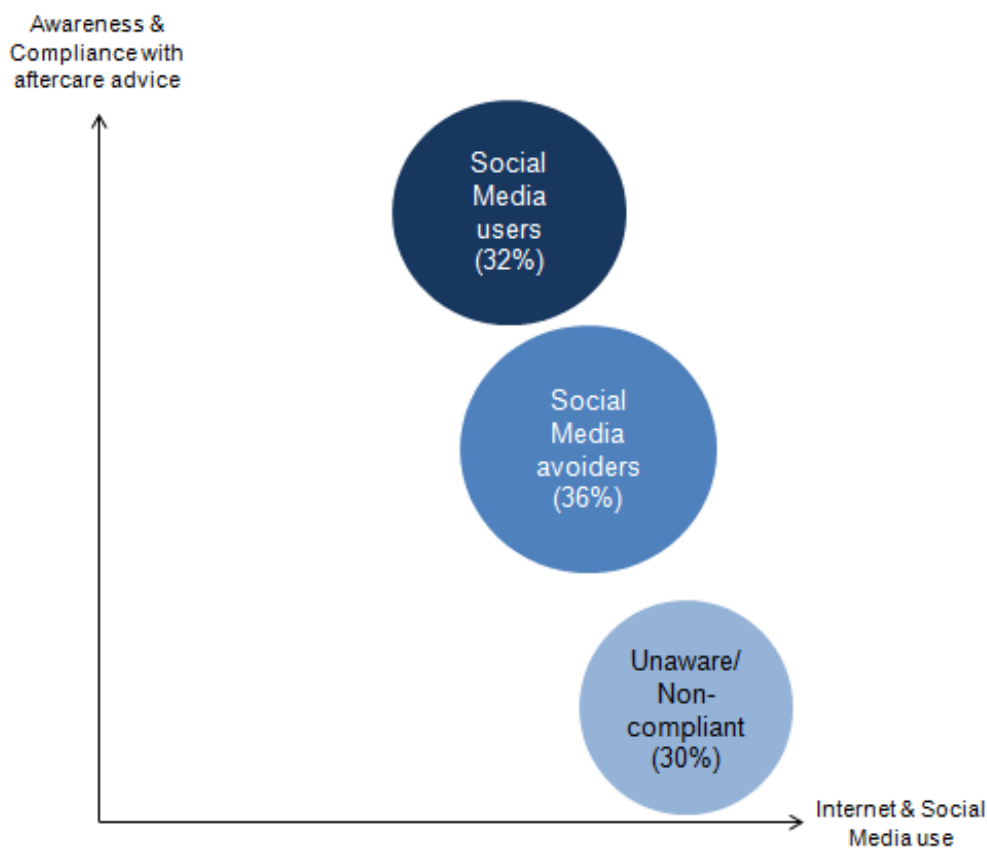 Awareness &
Compliance with
aftercare advice
Social
Media
users
(32%)
Social
Media
avoiders
(36%)
Unaware/
Non-
compliant
(30%)
Internet & Social
Media use